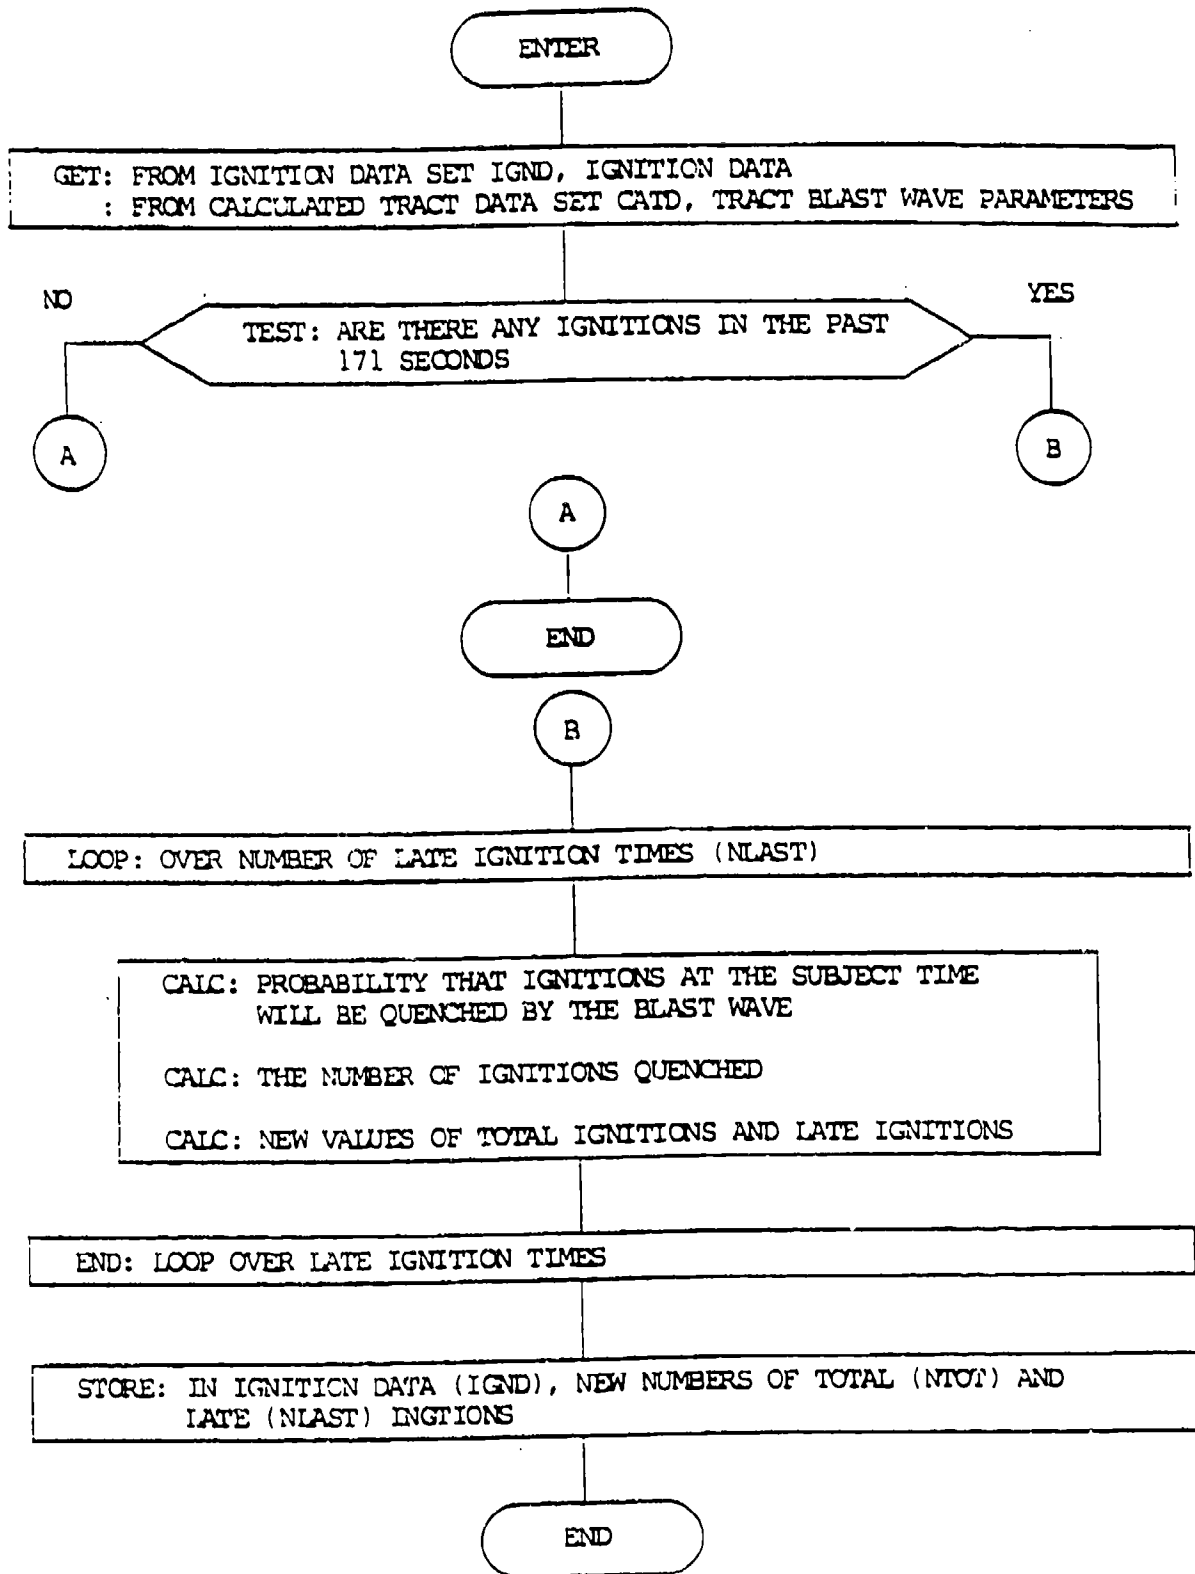 ENTER
GET: FROM IGNITION DATA SET IGND, IGNITION DATA
: FROM CALCULATED TRACT DATA SET CATD, TRACT BLAST WAVE PARAMETERS
NO
YES
TEST: ARE THERE ANY IGNITIONS IN THE PAST
171 SECONDS
A
B
A
END
B
LOOP: OVER NUMBER OF LATE IGNITION TIMES (NLAST)
CALC: PROBABILITY THAT IGNITIONS AT THE SUBJECT TIME
WILL BE QUENCHED BY THE BLAST WAVE
CALC: THE NUMBER OF IGNITIONS QUENCHED
CALC: NEW VALUES OF TOTAL IGNITIONS AND LATE IGNITIONS
END: LOOP OVER LATE IGNITION TIMES
STORE: IN IGNITION DATA (IGND), NEW NUMBERS OF TOTAL (NTOT) AND
LATE (NLAST) INGTIONS
END